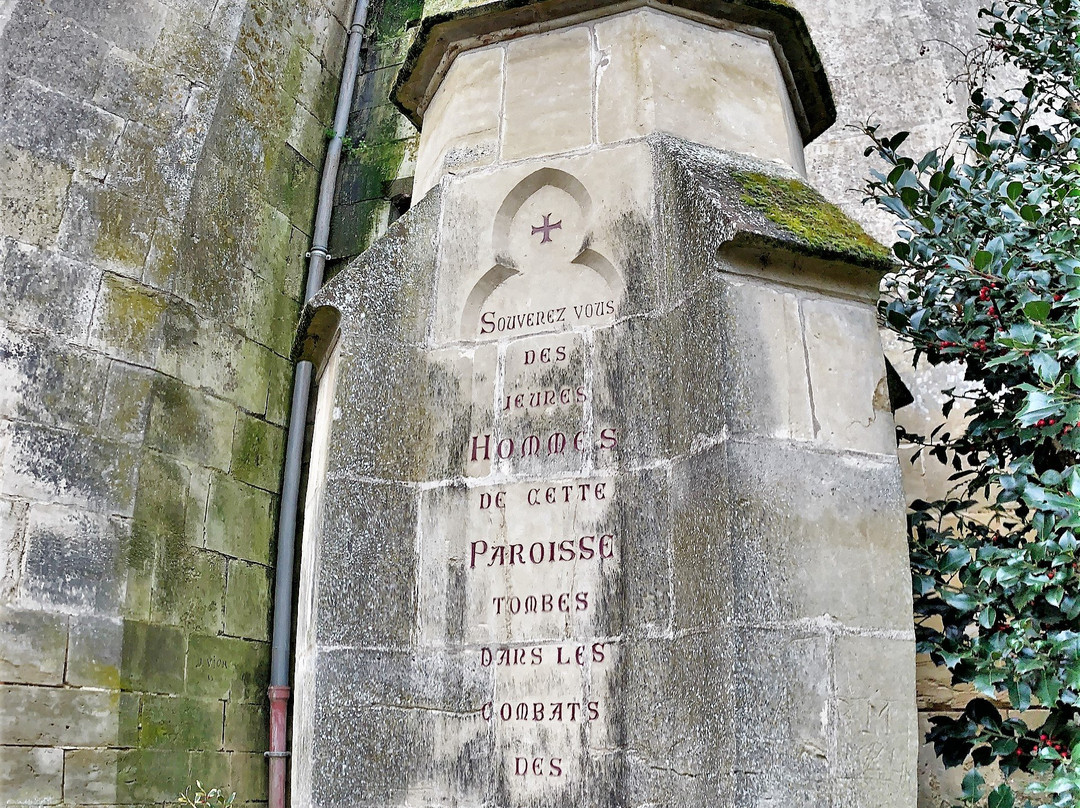 Souvenez vous
des
jeunes
Hommes
de cette
Paroisse
tombes
dans les
combats
des